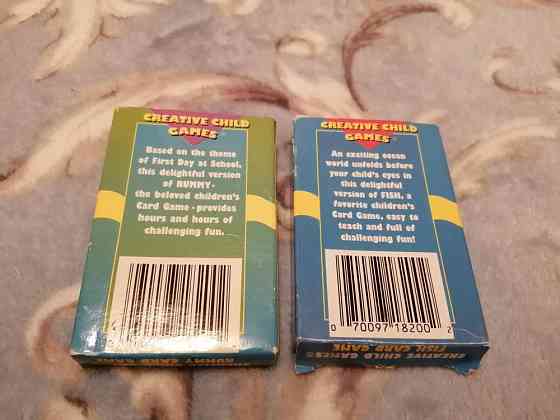 CREATIVE CHILD
GAMES
Based on the theme
of First Day at School,
this delightful version
of RUMMY-
the beloved children's
Card Game - provides
hours and hours of
challenging fun.
RUMMY CARD GAME
CREATIVE CHILD
GAMES
An exciting ocean
world unfolds before
your child's eyes in
this delightful
version of FISH, a
favorite children's
Card Game, easy to
teach and full of
challenging fun!
0 70097 18200 2
CREATIVE CHILD GAMES®
FISH CARD GAME